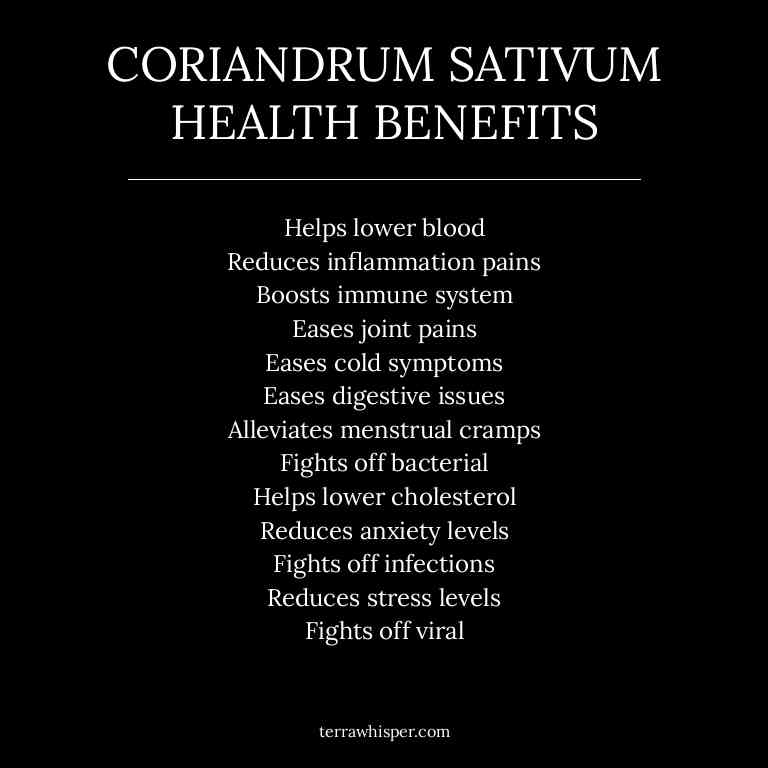 CORIANDRUM SATIVUM
HEALTH BENEFITS
Helps lower blood
Reduces inflammation pains
Boosts immune system
Eases joint pains
Eases cold symptoms
Eases digestive issues
Alleviates menstrual cramps
Fights off bacterial
Helps lower cholesterol
Reduces anxiety levels
Fights off infections
Reduces stress levels
Fights off viral
terrawhisper.com